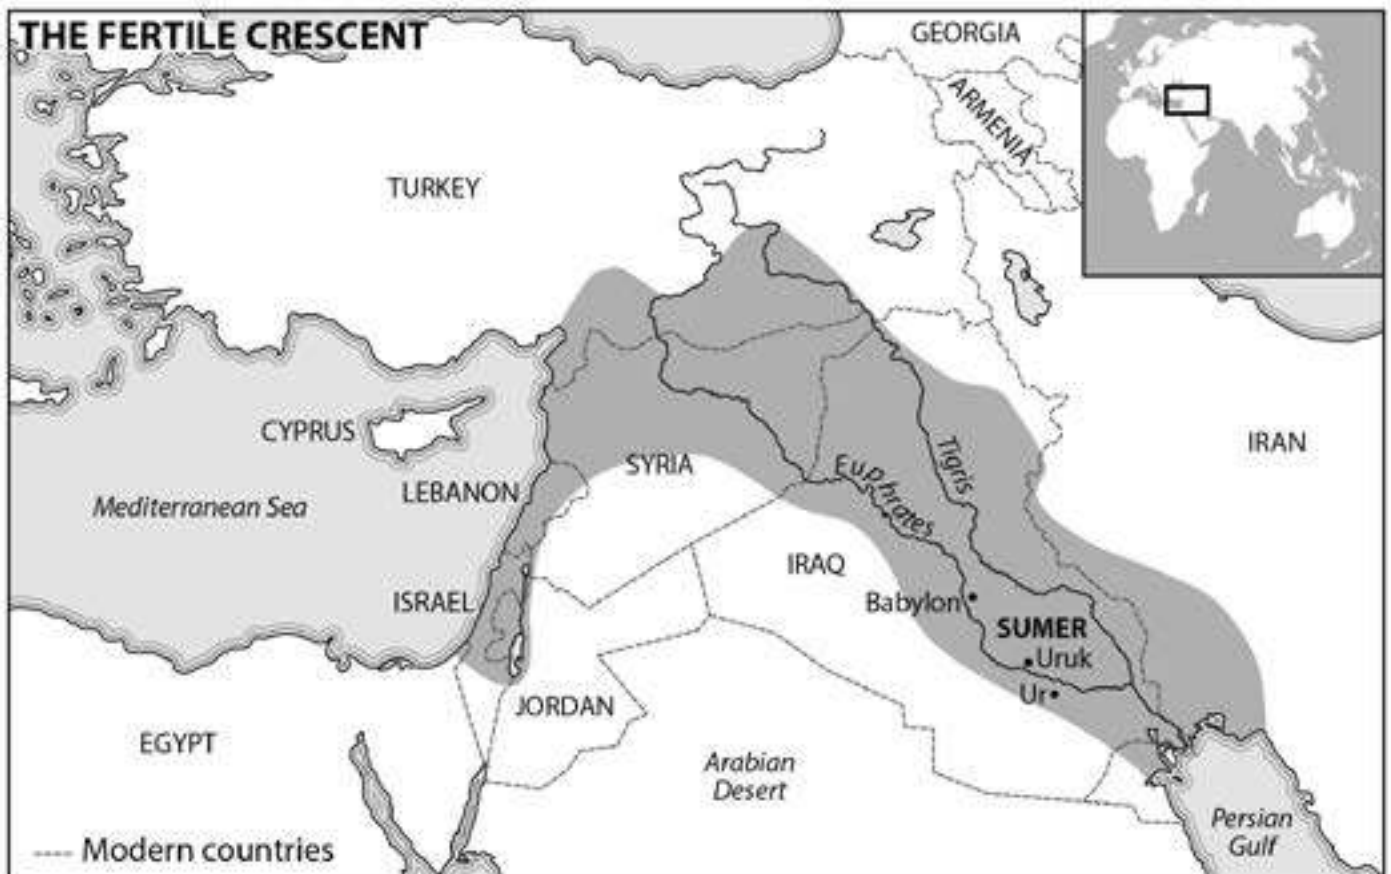 THE FERTILE CRESCENT
GEORGIA
ARMENIA
TURKEY
CYPRUS
SYRIA
Euphrates
Tigris
IRAN
LEBANON
Mediterranean Sea
IRAQ
ISRAEL
Babylon
SUMER
Uruk
Ur
JORDAN
EGYPT
Arabian
Desert
Persian
Gulf
Modern countries